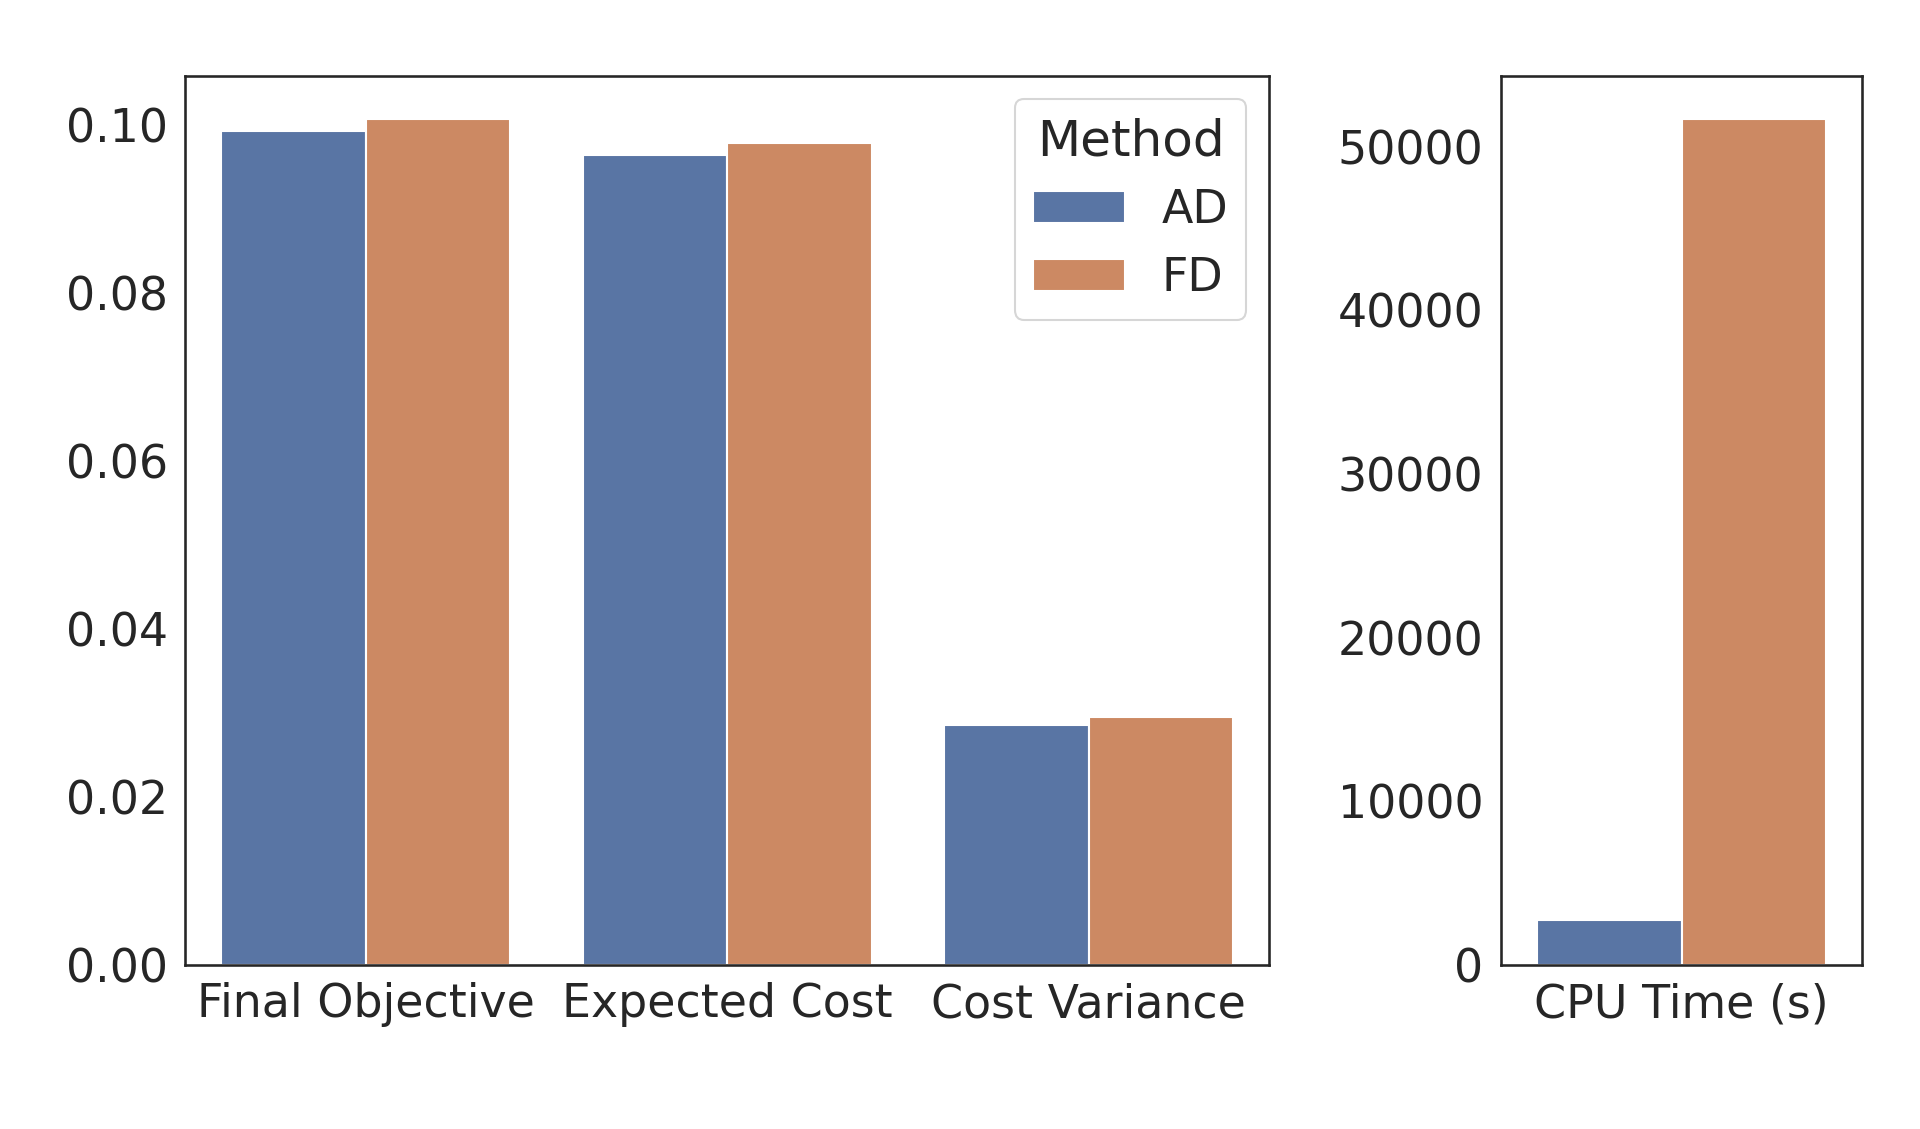 0.10
0.08
0.06
0.04
0.02
0.00
Final Objective
Expected Cost
Cost Variance
Method
AD
FD
50000
40000
30000
20000
10000
0
CPU Time (s)